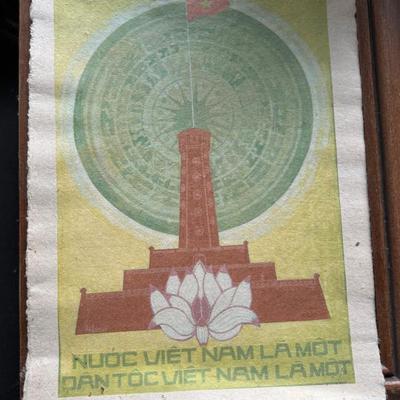 NƯỚC VIỆT NAM LÀ MỘT
DÂN TỘC VIỆT NAM LÀ MỘT